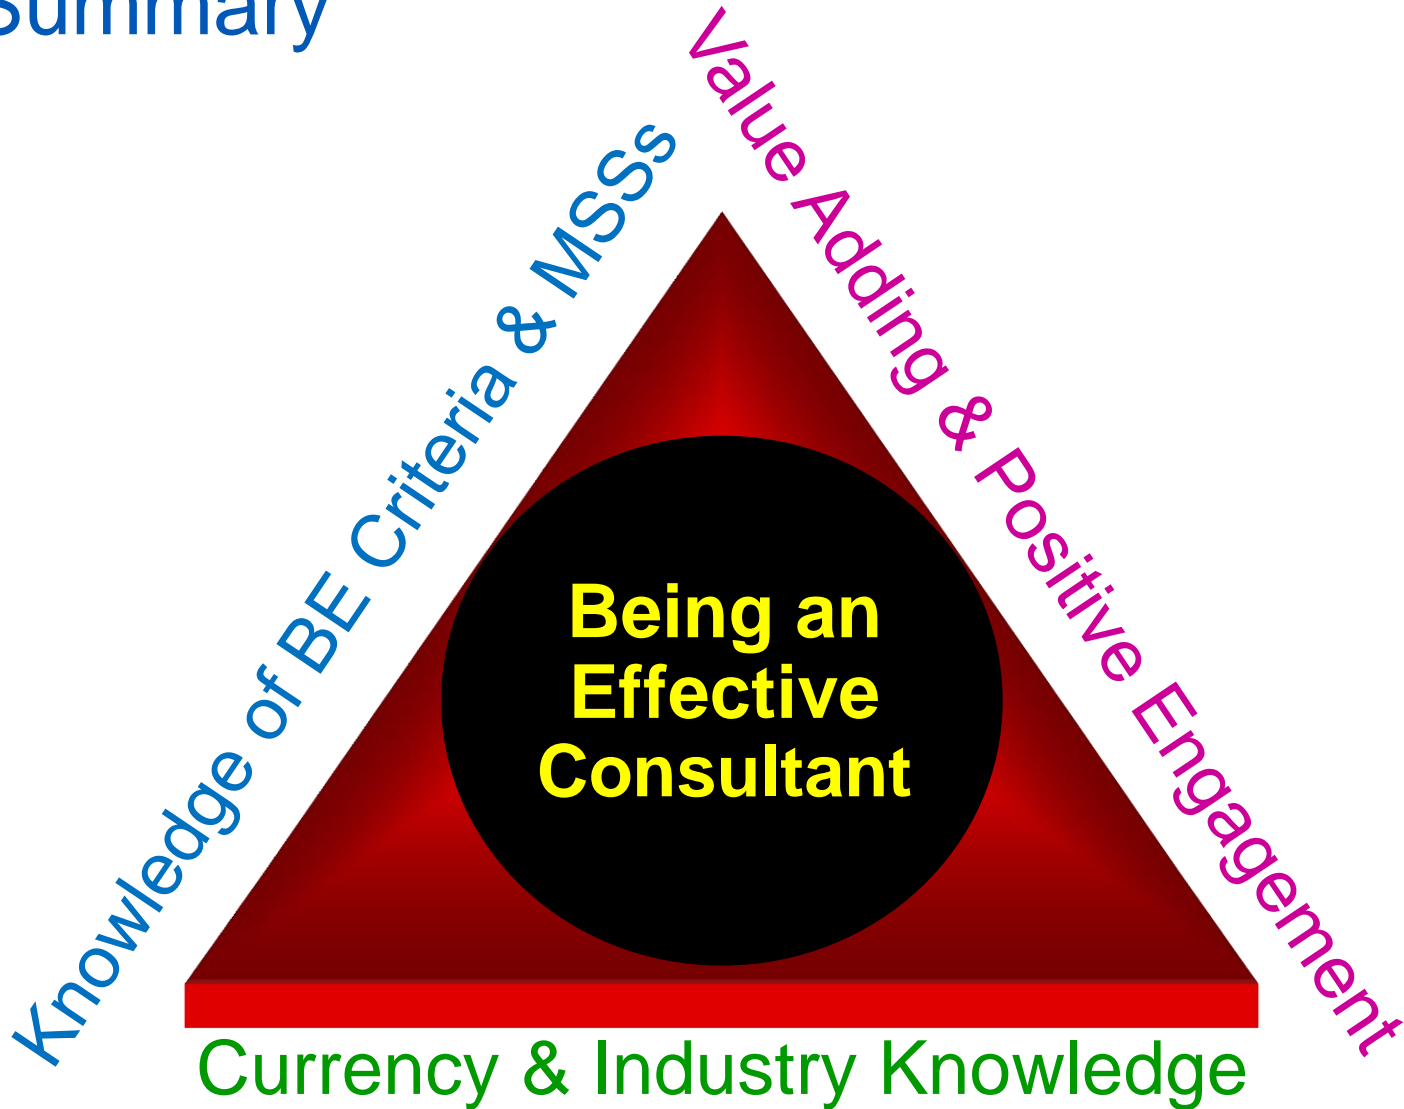 Summary
Knowledge of BE Criteria & MSSs
Value Adding & Positive Engagement
Being an
Effective
Consultant
Currency & Industry Knowledge